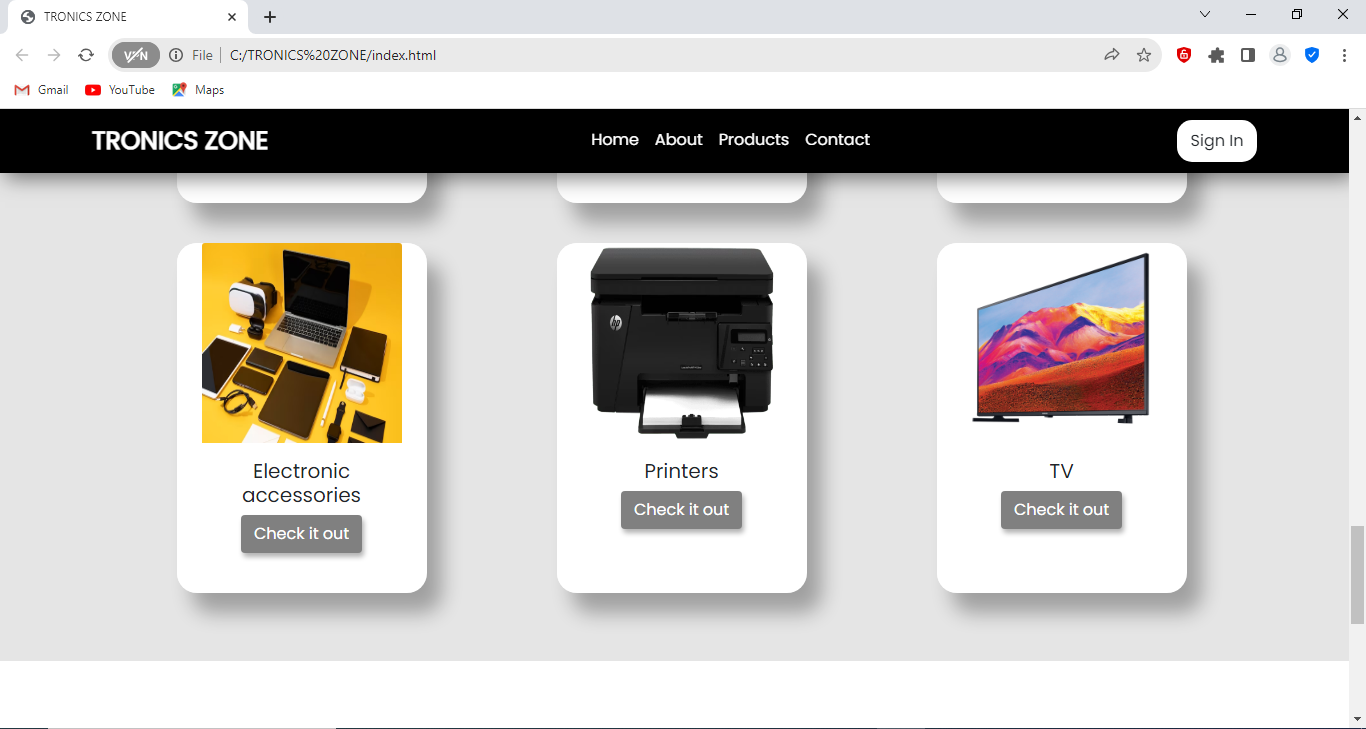 TRONICS ZONE
VPN
File
C:/TRONICS%20ZONE/index.html
Gmail
YouTube
Maps
TRONICS ZONE
Home
About
Products
Contact
Sign In
hp
Electronic
accessories
Check it out
Printers
Check it out
TV
Check it out